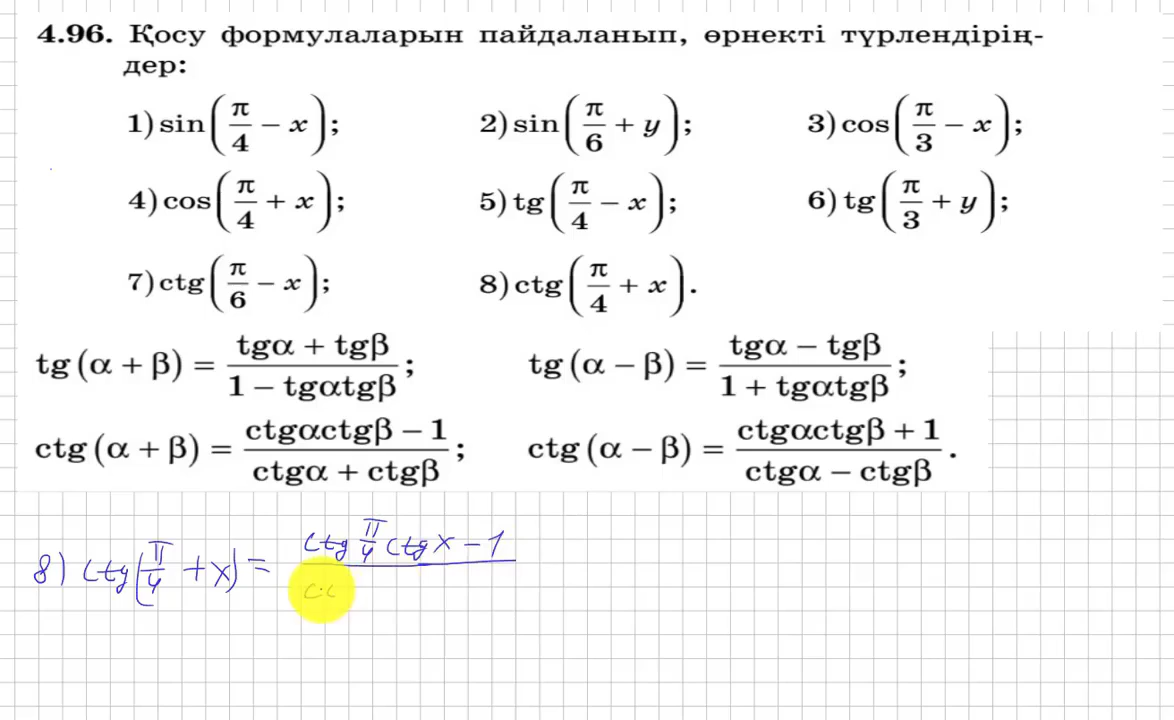 4.96. Қосу формулаларын пайдаланып, өрнекті түрлендірің-
дер:
1) sin(π/4 − x); 2) sin(π/6 + y); 3) cos(π/3 − x);
4) cos(π/4 + x); 5) tg(π/4 − x); 6) tg(π/3 + y);
7) ctg(π/6 − x); 8) ctg(π/4 + x).
tg(α + β) = (tgα + tgβ)/(1 − tgαtgβ); tg(α − β) = (tgα − tgβ)/(1 + tgαtgβ);
ctg(α + β) = (ctgαctgβ − 1)/(ctgα + ctgβ); ctg(α − β) = (ctgαctgβ + 1)/(ctgα − ctgβ).
8) ctg(π/4 + x) = ctg π/4 ctg x − 1